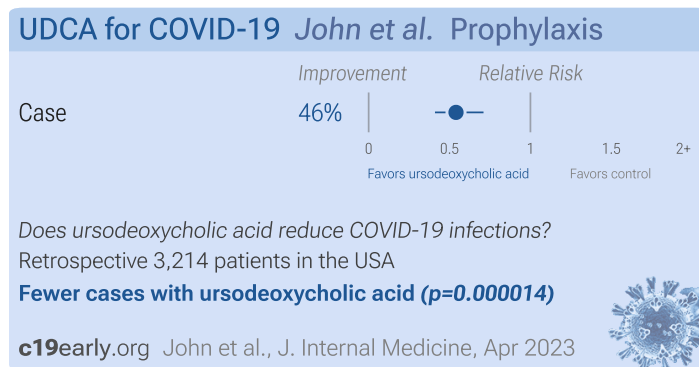 UDCA for COVID-19 John et al. Prophylaxis
Improvement Relative Risk
Case 46%
0 0.5 1 1.5 2+
Favors ursodeoxycholic acid Favors control
Does ursodeoxycholic acid reduce COVID-19 infections?
Retrospective 3,214 patients in the USA
Fewer cases with ursodeoxycholic acid (p=0.000014)
c19early.org John et al., J. Internal Medicine, Apr 2023